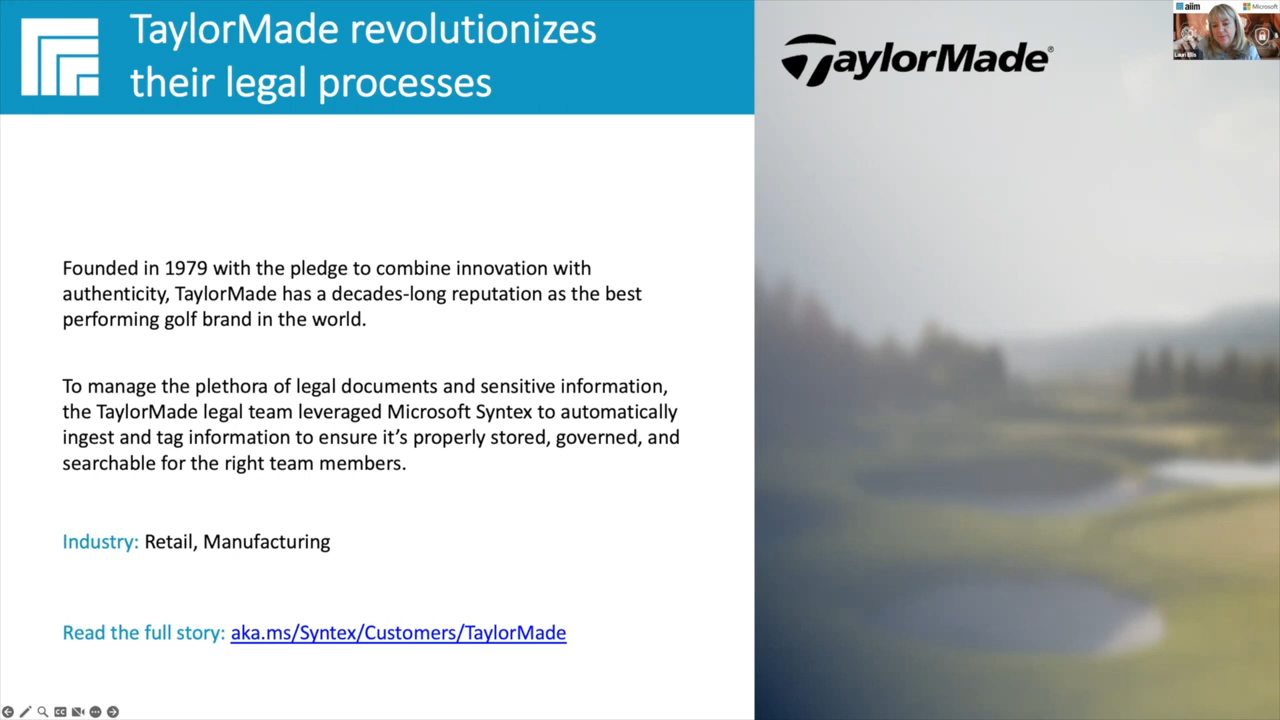 TaylorMade revolutionizes
their legal processes
TaylorMade®
aiim
Microsoft
Lauri Ellis
Founded in 1979 with the pledge to combine innovation with
authenticity, TaylorMade has a decades-long reputation as the best
performing golf brand in the world.
To manage the plethora of legal documents and sensitive information,
the TaylorMade legal team leveraged Microsoft Syntex to automatically
ingest and tag information to ensure it’s properly stored, governed, and
searchable for the right team members.
Industry: Retail, Manufacturing
Read the full story: aka.ms/Syntex/Customers/TaylorMade
CC